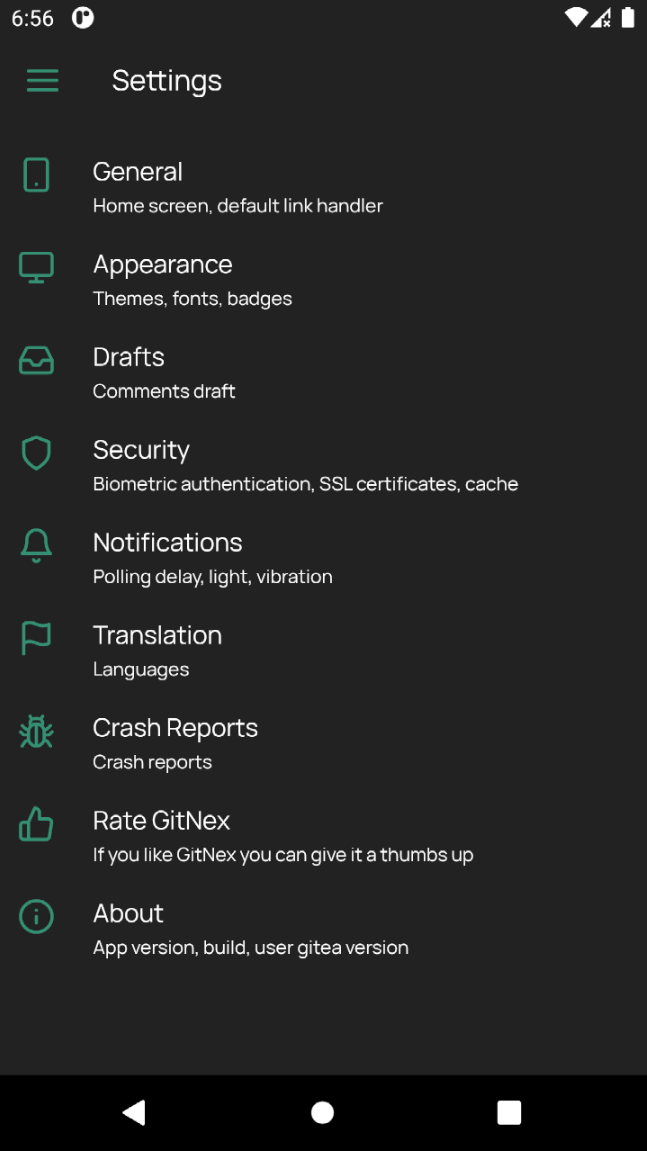 6:56
Settings
General
Home screen, default link handler
Appearance
Themes, fonts, badges
Drafts
Comments draft
Security
Biometric authentication, SSL certificates, cache
Notifications
Polling delay, light, vibration
Translation
Languages
Crash Reports
Crash reports
Rate GitNex
If you like GitNex you can give it a thumbs up
About
App version, build, user gitea version